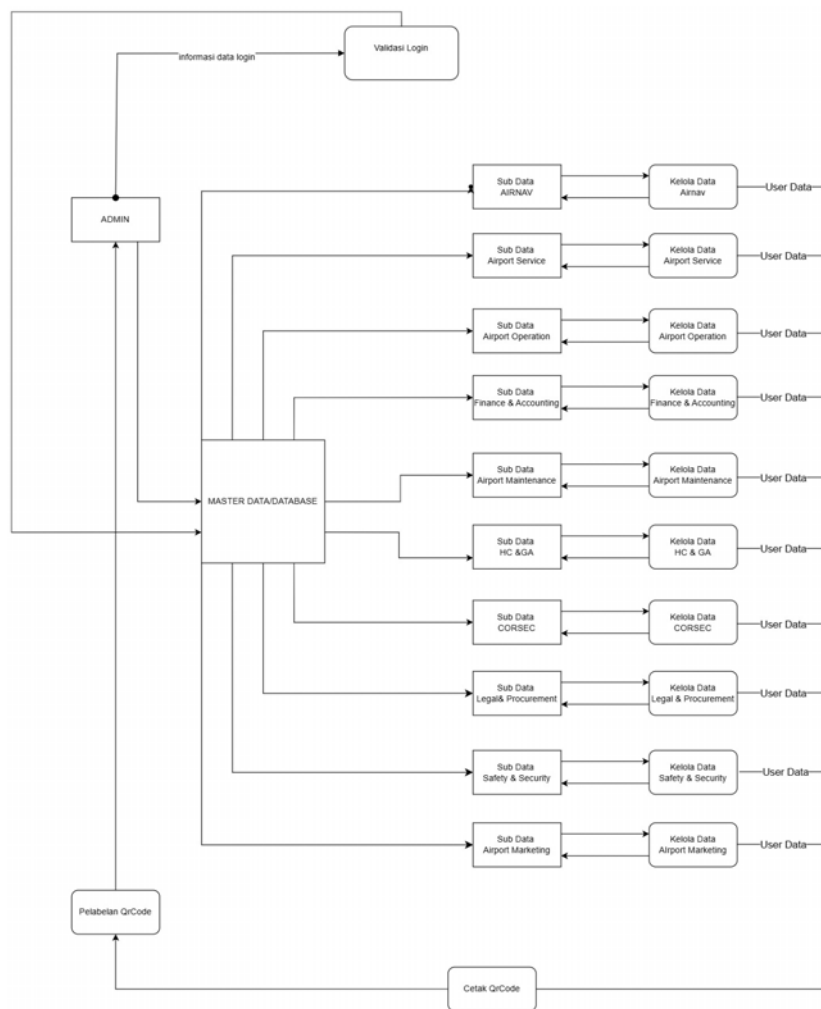 Validasi Login
informasi data login
ADMIN
Sub Data
AIRNAV
Kelola Data
Airnav
User Data
Sub Data
Airport Service
Kelola Data
Airport Service
User Data
Sub Data
Airport Operation
Kelola Data
Airport Operation
User Data
Sub Data
Finance & Accounting
Kelola Data
Finance & Accounting
User Data
MASTER DATA/DATABASE
Sub Data
Airport Maintenance
Kelola Data
Airport Maintenance
User Data
Sub Data
HC &GA
Kelola Data
HC & GA
User Data
Sub Data
CORSEC
Kelola Data
CORSEC
User Data
Sub Data
Legal& Procurement
Kelola Data
Legal & Procurement
User Data
Sub Data
Safety & Security
Kelola Data
Safety & Security
User Data
Sub Data
Airport Marketing
Kelola Data
AIrport Marketing
User Data
Pelabelan QrCode
Cetak QrCode